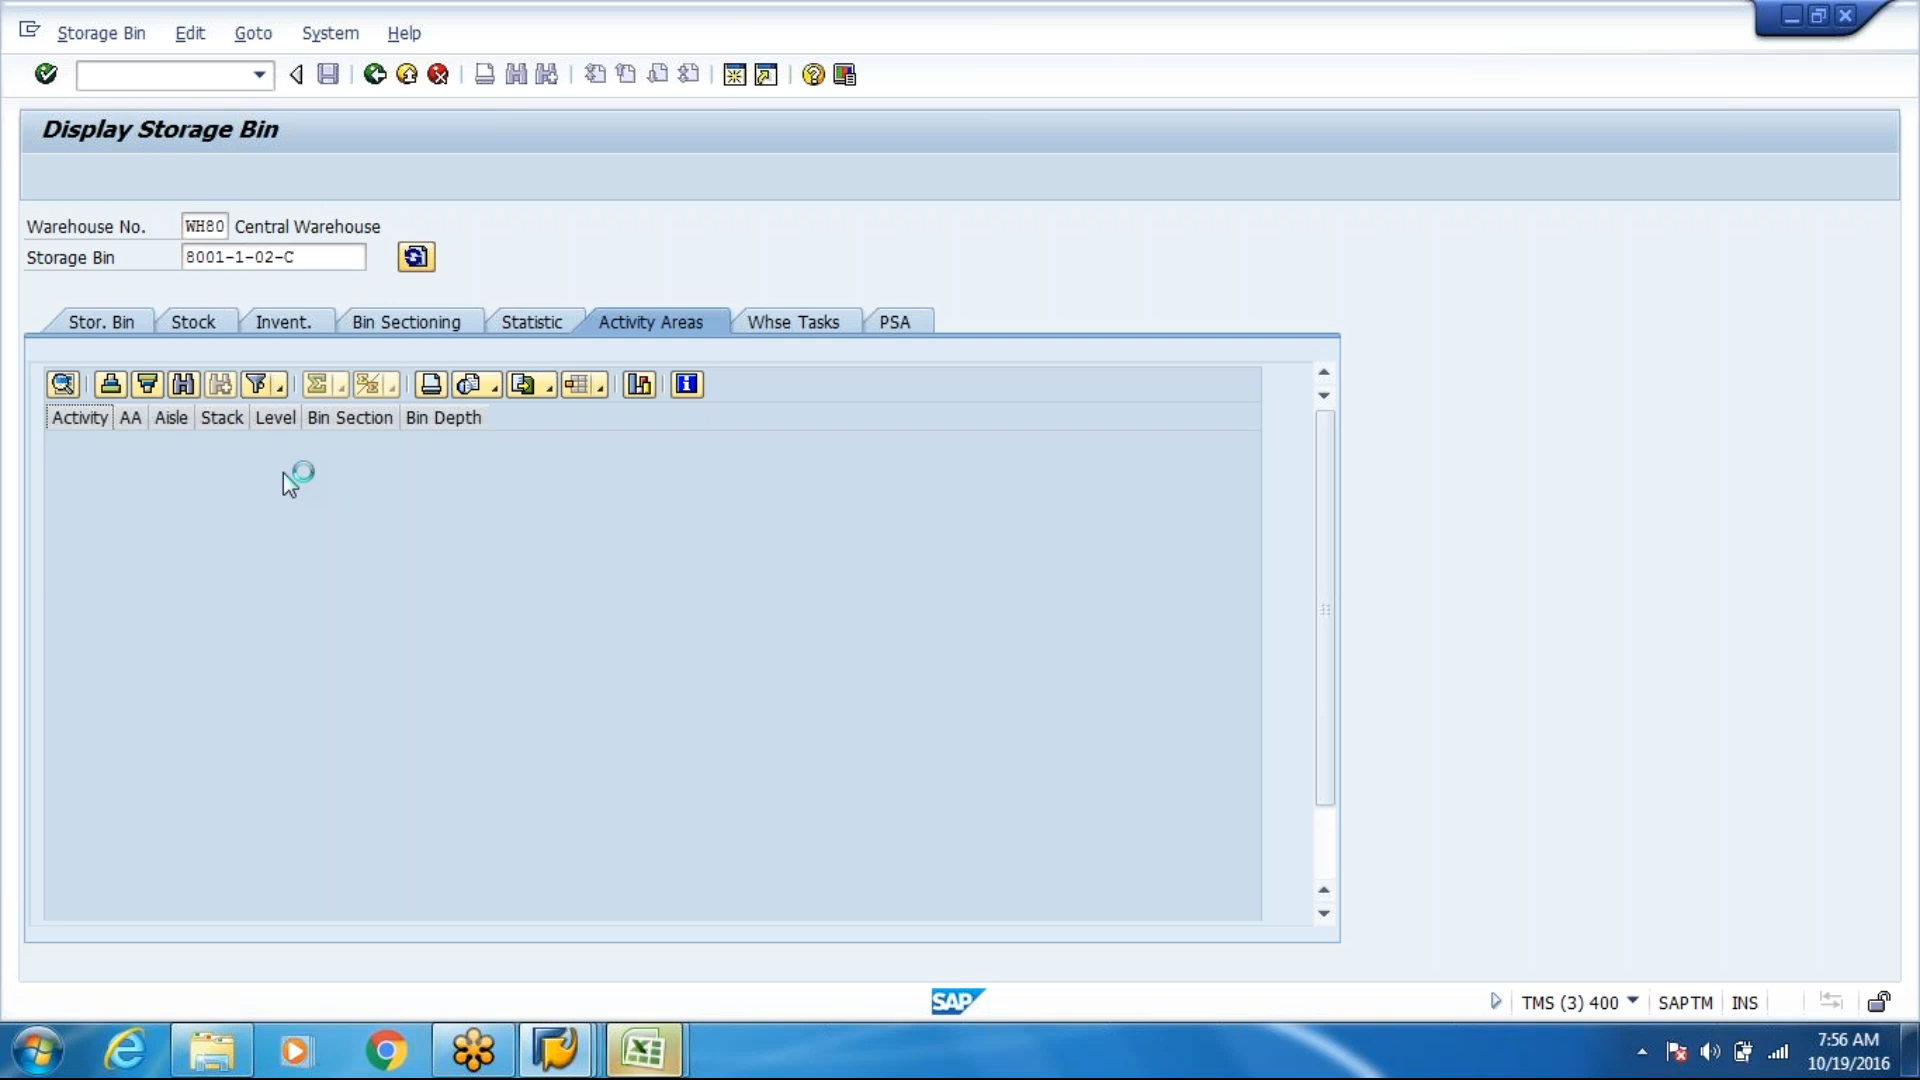 Storage Bin Edit Goto System Help
Display Storage Bin
Warehouse No. WH80 Central Warehouse
Storage Bin 8001-1-02-C
Stor. Bin Stock Invent. Bin Sectioning Statistic Activity Areas Whse Tasks PSA
Activity AA Aisle Stack Level Bin Section Bin Depth
SAP TMS (3) 400 SAPTM INS
7:56 AM
10/19/2016